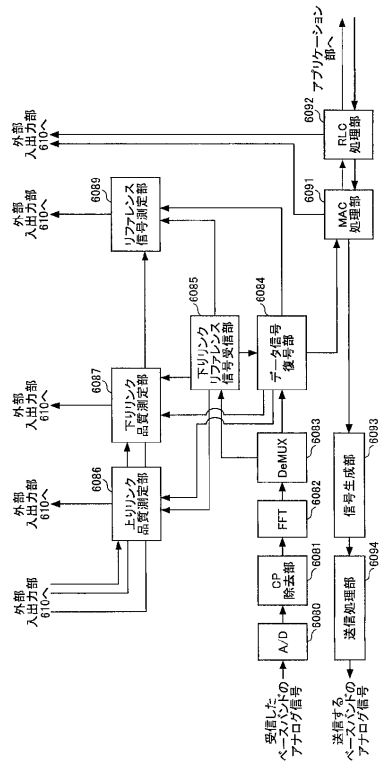 外部
入出力部
610へ
外部
入出力部
610へ
外部
入出力部
610へ
外部
入出力部
610へ
外部
入出力部
610へ
6086
上りリンク
品質測定部
6087
下りリンク
品質測定部
6089
リファレンス
信号測定部
6085
下りリンク
リファレンス
信号受信部
6084
データ信号
復号部
受信した
ベースバンドの
アナログ信号
A/D
6080
CP
除去部
6081
FFT
6082
DeMUX
6083
6091
MAC
処理部
6092
RLC
処理部
アプリケーション
部へ
送信する
ベースバンドの
アナログ信号
送信処理部
6094
信号生成部
6093